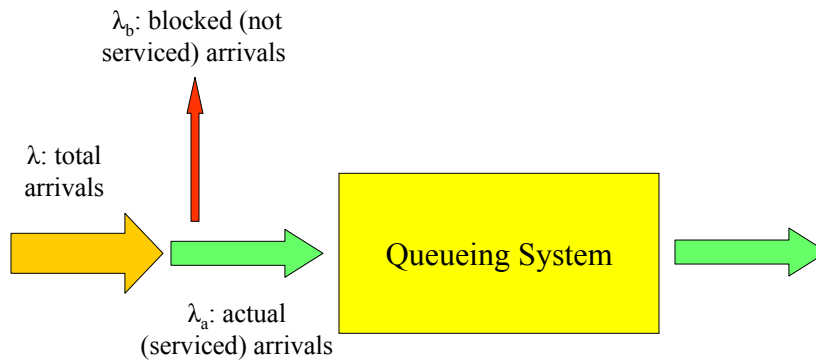 λb: blocked (not
serviced) arrivals
λ: total
arrivals
Queueing System
λa: actual
(serviced) arrivals